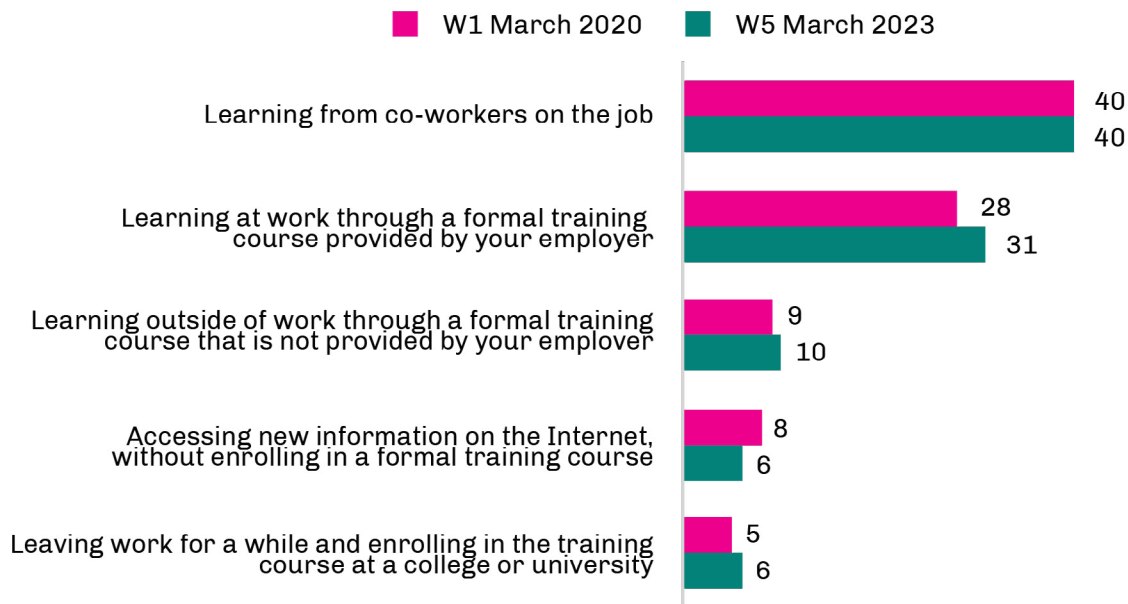 W1 March 2020 W5 March 2023
Learning from co-workers on the job
40
40
Learning at work through a formal training
course provided by your employer
28
31
Learning outside of work through a formal training
course that is not provided by your emplover
9
10
Accessing new information on the Internet,
without enrolling in a formal training course
8
6
Leaving work for a while and enrolling in the training
course at a college or university
5
6